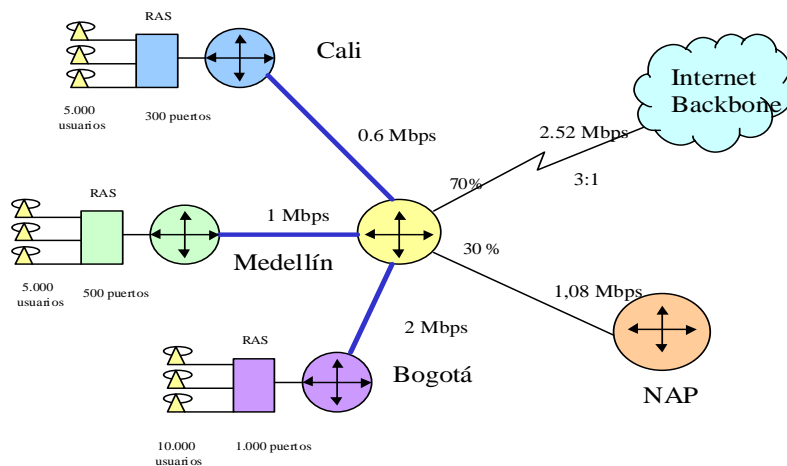 RAS
Cali
5.000
usuarios
300 puertos
0.6 Mbps
Internet
Backbone
2.52 Mbps
70%
3:1
RAS
1 Mbps
Medellín
5.000
usuarios
500 puertos
30 %
1,08 Mbps
NAP
RAS
2 Mbps
Bogotá
10.000
usuarios
1.000 puertos